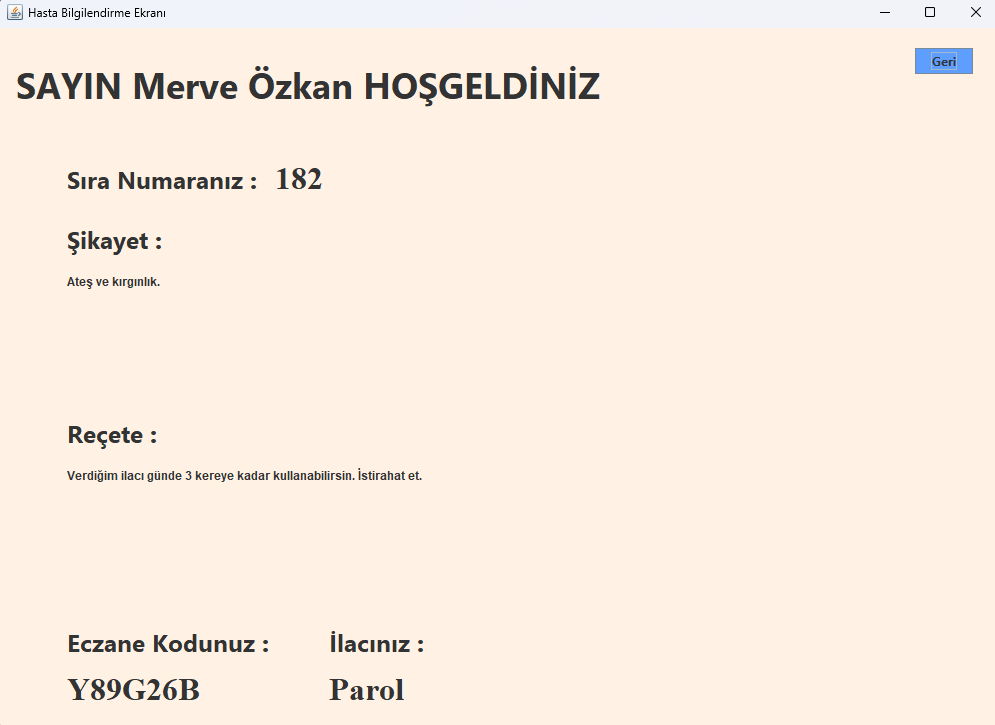 Hasta Bilgilendirme Ekranı
Geri
SAYIN Merve Özkan HOŞGELDİNİZ
Sıra Numaranız : 182
Şikayet :
Ateş ve kırgınlık.
Reçete :
Verdiğim ilacı günde 3 kereye kadar kullanabilirsin. İstirahat et.
Eczane Kodunuz : İlacınız :
Y89G26B Parol